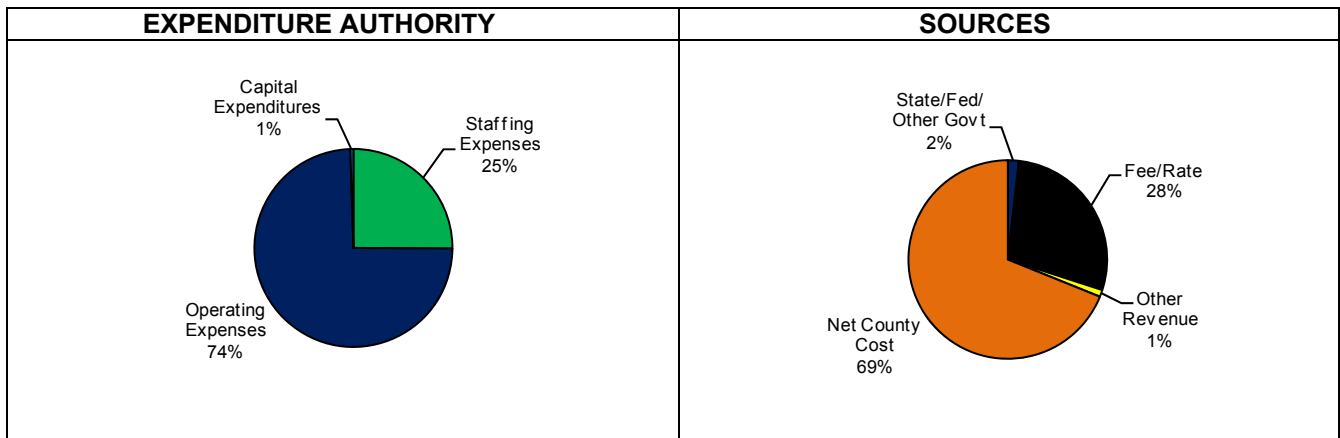 EXPENDITURE AUTHORITY
SOURCES
Capital
Expenditures
1%
Staffing
Expenses
25%
Operating
Expenses
74%
State/Fed/
Other Govt
2%
Fee/Rate
28%
Other
Revenue
1%
Net County
Cost
69%